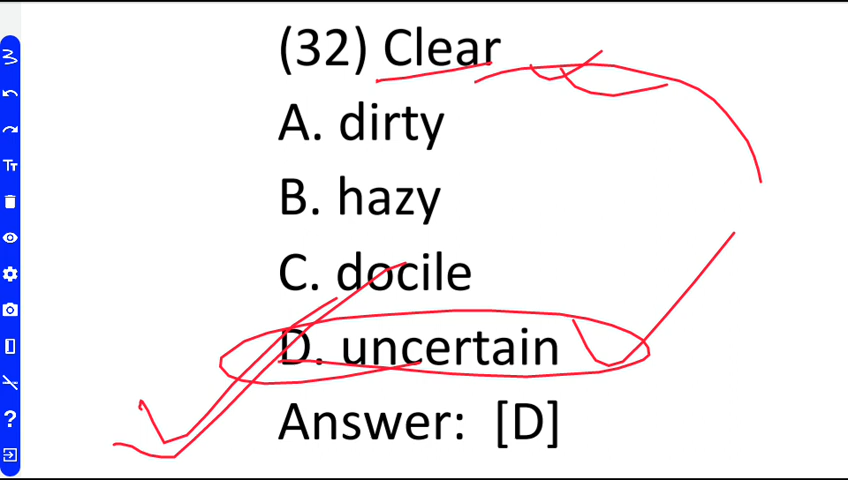 (32) Clear
A. dirty
B. hazy
C. docile
D. uncertain
Answer: [D]